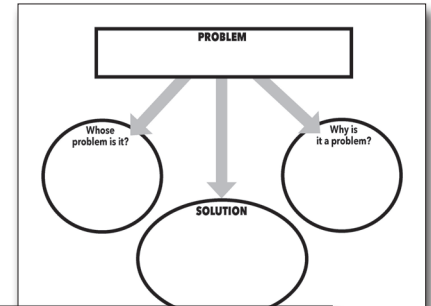 PROBLEM
Whose
problem is it?
Why is
it a problem?
SOLUTION